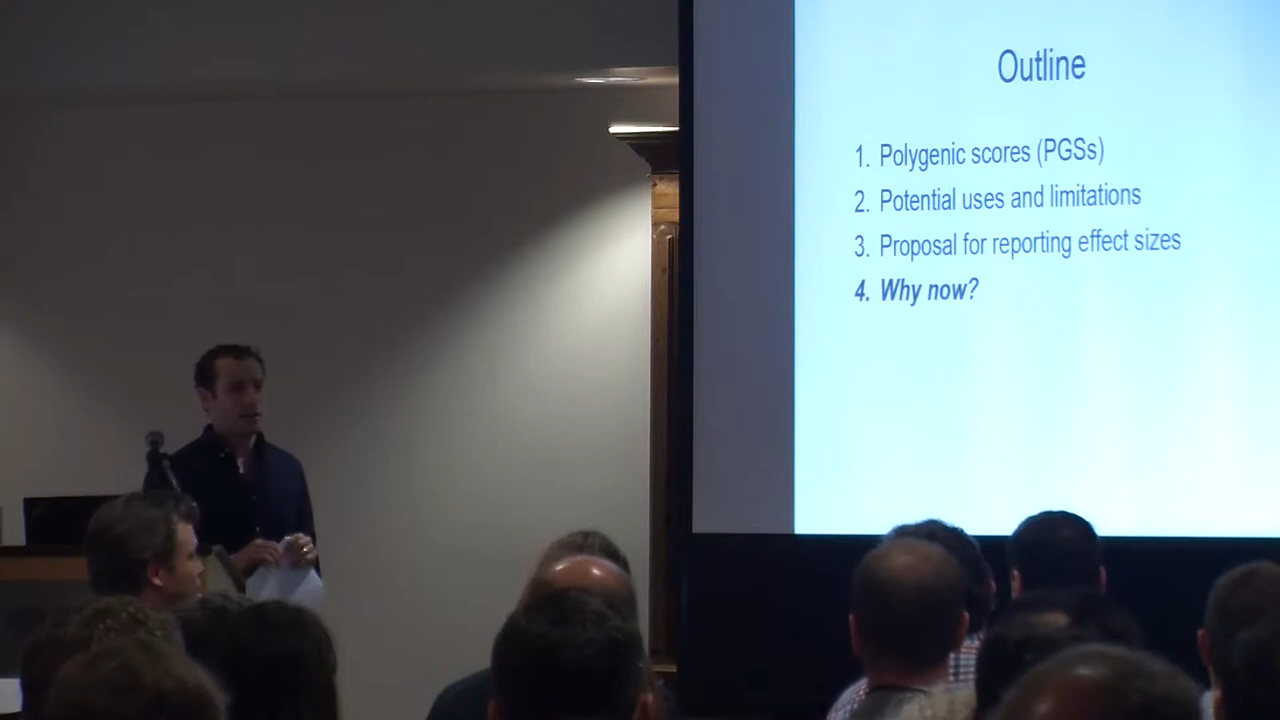 Outline
1. Polygenic scores (PGSs)
2. Potential uses and limitations
3. Proposal for reporting effect sizes
4. Why now?